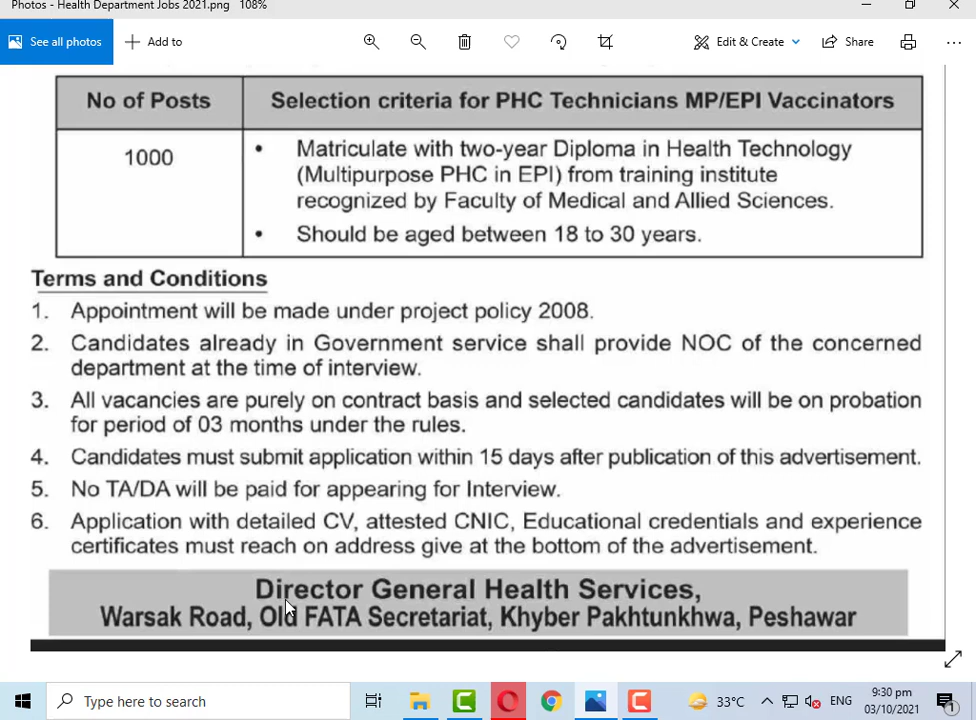 Photos - Health Department Jobs 2021.png 108%
See all photos
Add to
Edit & Create
Share
No of Posts
Selection criteria for PHC Technicians MP/EPI Vaccinators
1000
• Matriculate with two-year Diploma in Health Technology
(Multipurpose PHC in EPI) from training institute
recognized by Faculty of Medical and Allied Sciences.
• Should be aged between 18 to 30 years.
Terms and Conditions
1. Appointment will be made under project policy 2008.
2. Candidates already in Government service shall provide NOC of the concerned
department at the time of interview.
3. All vacancies are purely on contract basis and selected candidates will be on probation
for period of 03 months under the rules.
4. Candidates must submit application within 15 days after publication of this advertisement.
5. No TA/DA will be paid for appearing for Interview.
6. Application with detailed CV, attested CNIC, Educational credentials and experience
certificates must reach on address give at the bottom of the advertisement.
Director General Health Services,
Warsak Road, Old FATA Secretariat, Khyber Pakhtunkhwa, Peshawar
Type here to search
33°C
ENG
9:30 pm
03/10/2021
1